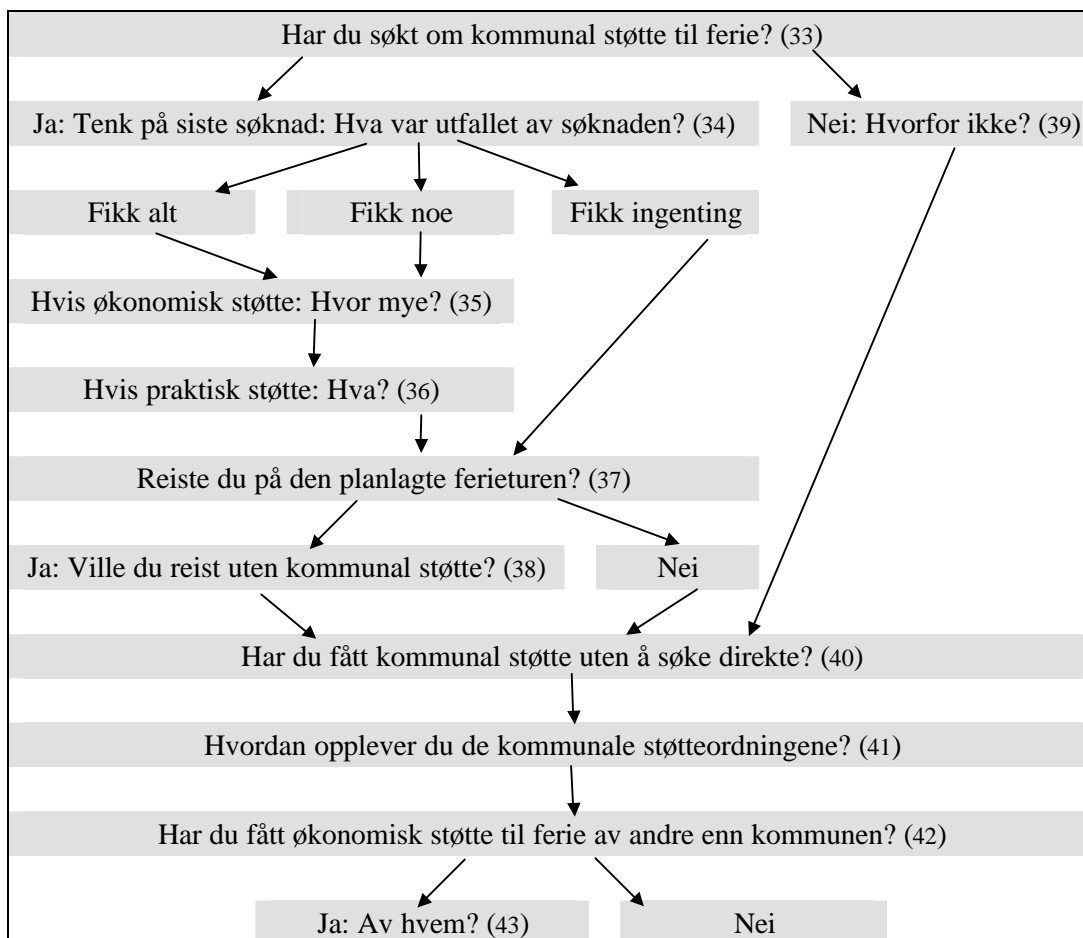 Har du søkt om kommunal støtte til ferie? (33)
Ja: Tenk på siste søknad: Hva var utfallet av søknaden? (34)
Nei: Hvorfor ikke? (39)
Fikk alt
Fikk noe
Fikk ingenting
Hvis økonomisk støtte: Hvor mye? (35)
Hvis praktisk støtte: Hva? (36)
Reiste du på den planlagte ferieturen? (37)
Ja: Ville du reist uten kommunal støtte? (38)
Nei
Har du fått kommunal støtte uten å søke direkte? (40)
Hvordan opplever du de kommunale støtteordningene? (41)
Har du fått økonomisk støtte til ferie av andre enn kommunen? (42)
Ja: Av hvem? (43)
Nei